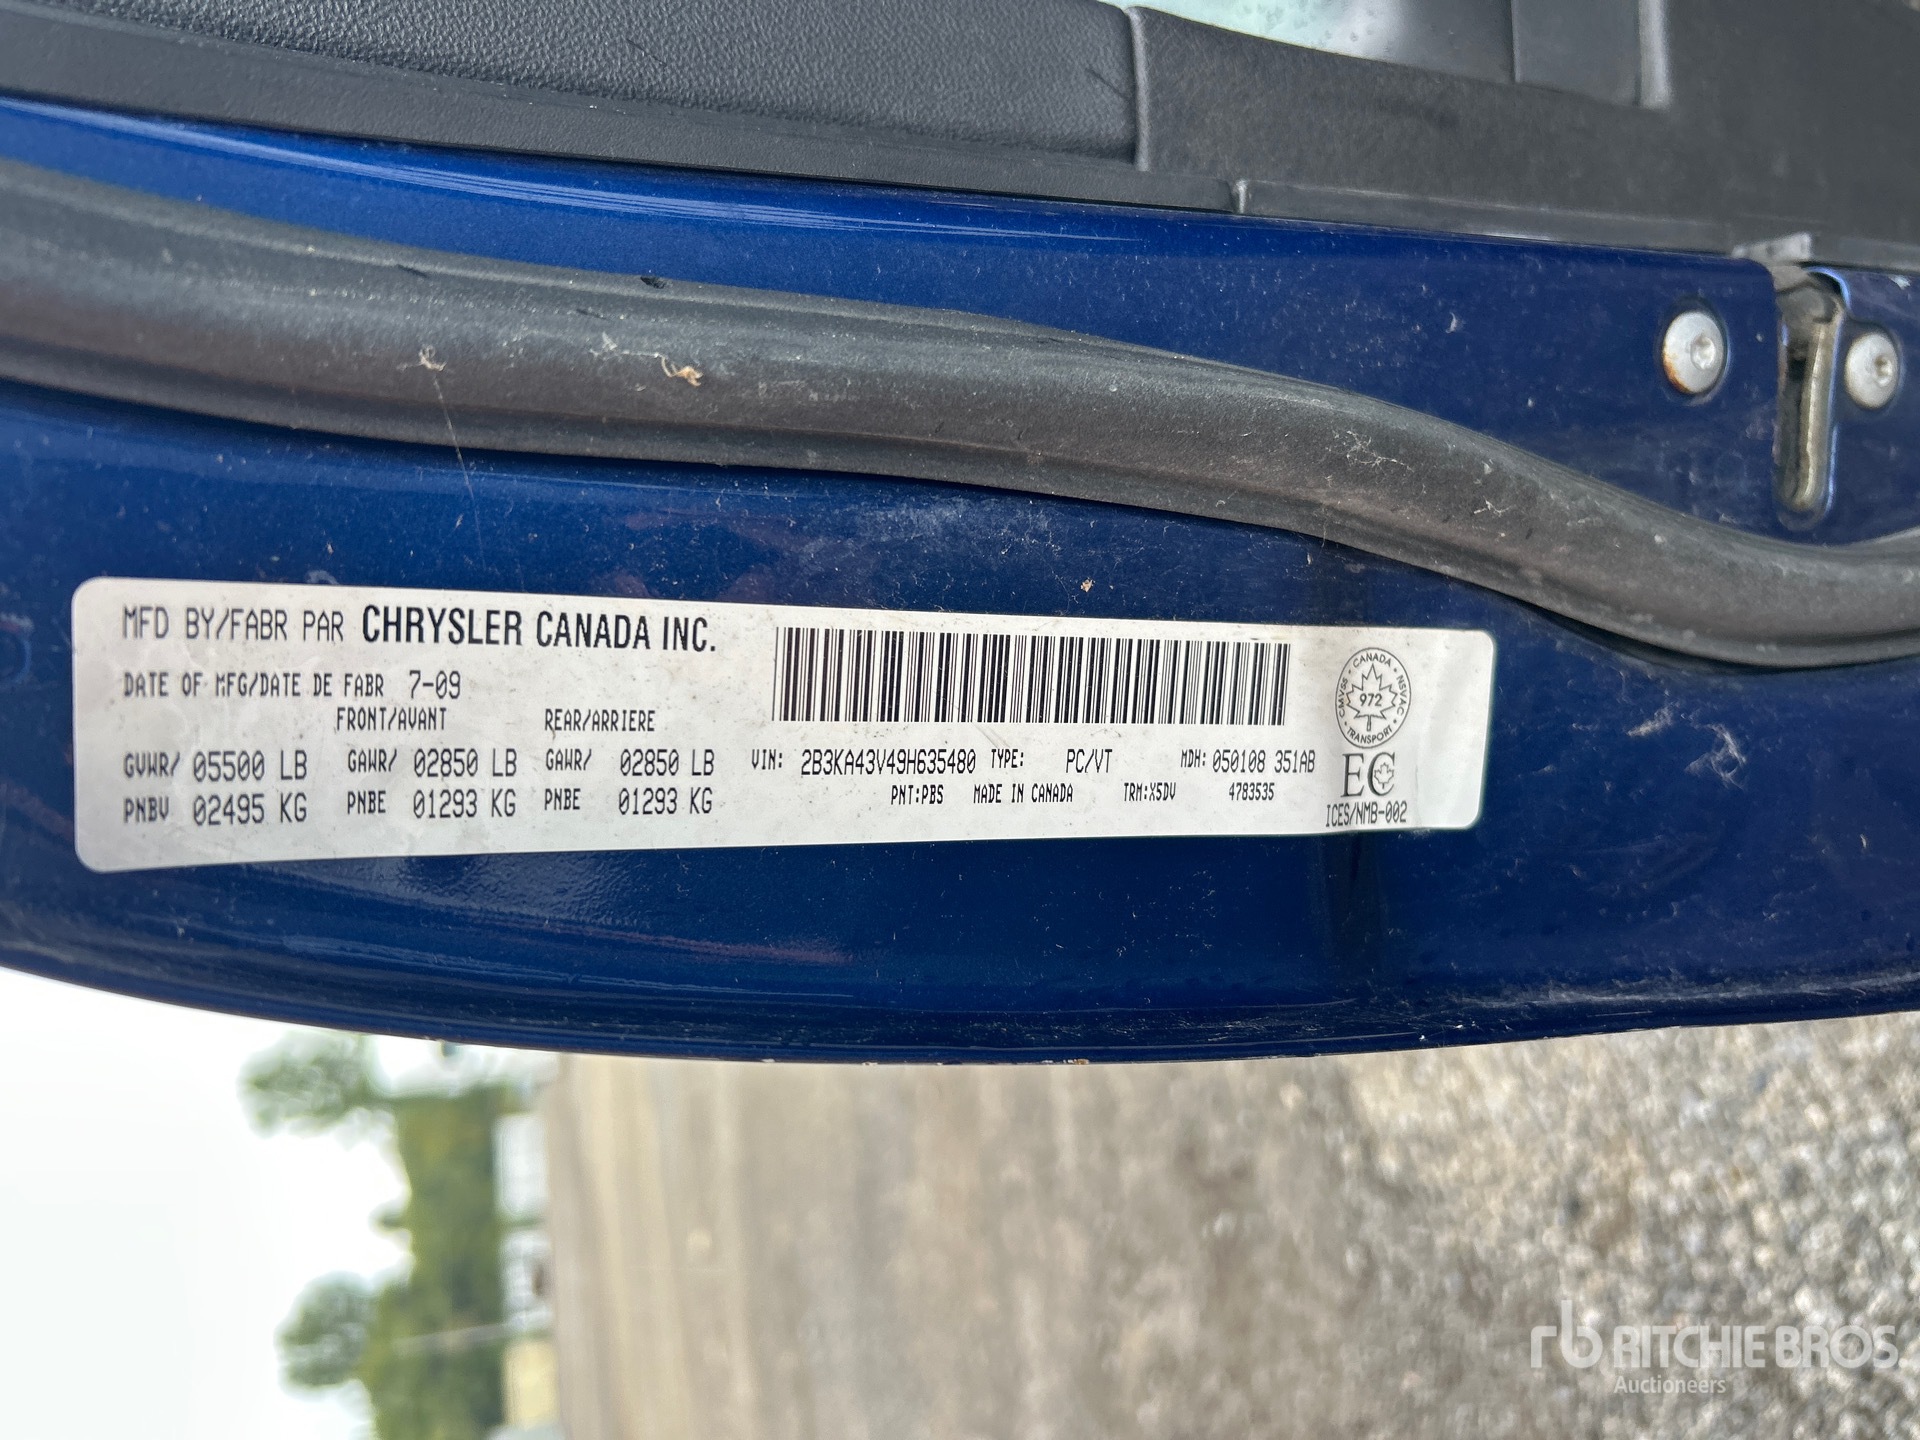 MFD BY/FABR PAR CHRYSLER CANADA INC.
DATE OF MFG/DATE DE FABR 7-09
FRONT/AVANT REAR/ARRIERE
GVWR/ 05500 LB GAWR/ 02850 LB GAWR/ 02850 LB
PNBV 02495 KG PNBE 01293 KG PNBE 01293 KG
VIN: 2B3KA43V49H635480 TYPE: PC/VT MDH: 050108 351AB
PNT:PBS MADE IN CANADA TRM:X5DV 4783535
CANADA
CMVSS NSVAC
972
TRANSPORT
EC
ICES/NMB-002
rb RITCHIE BROS.
Auctioneers